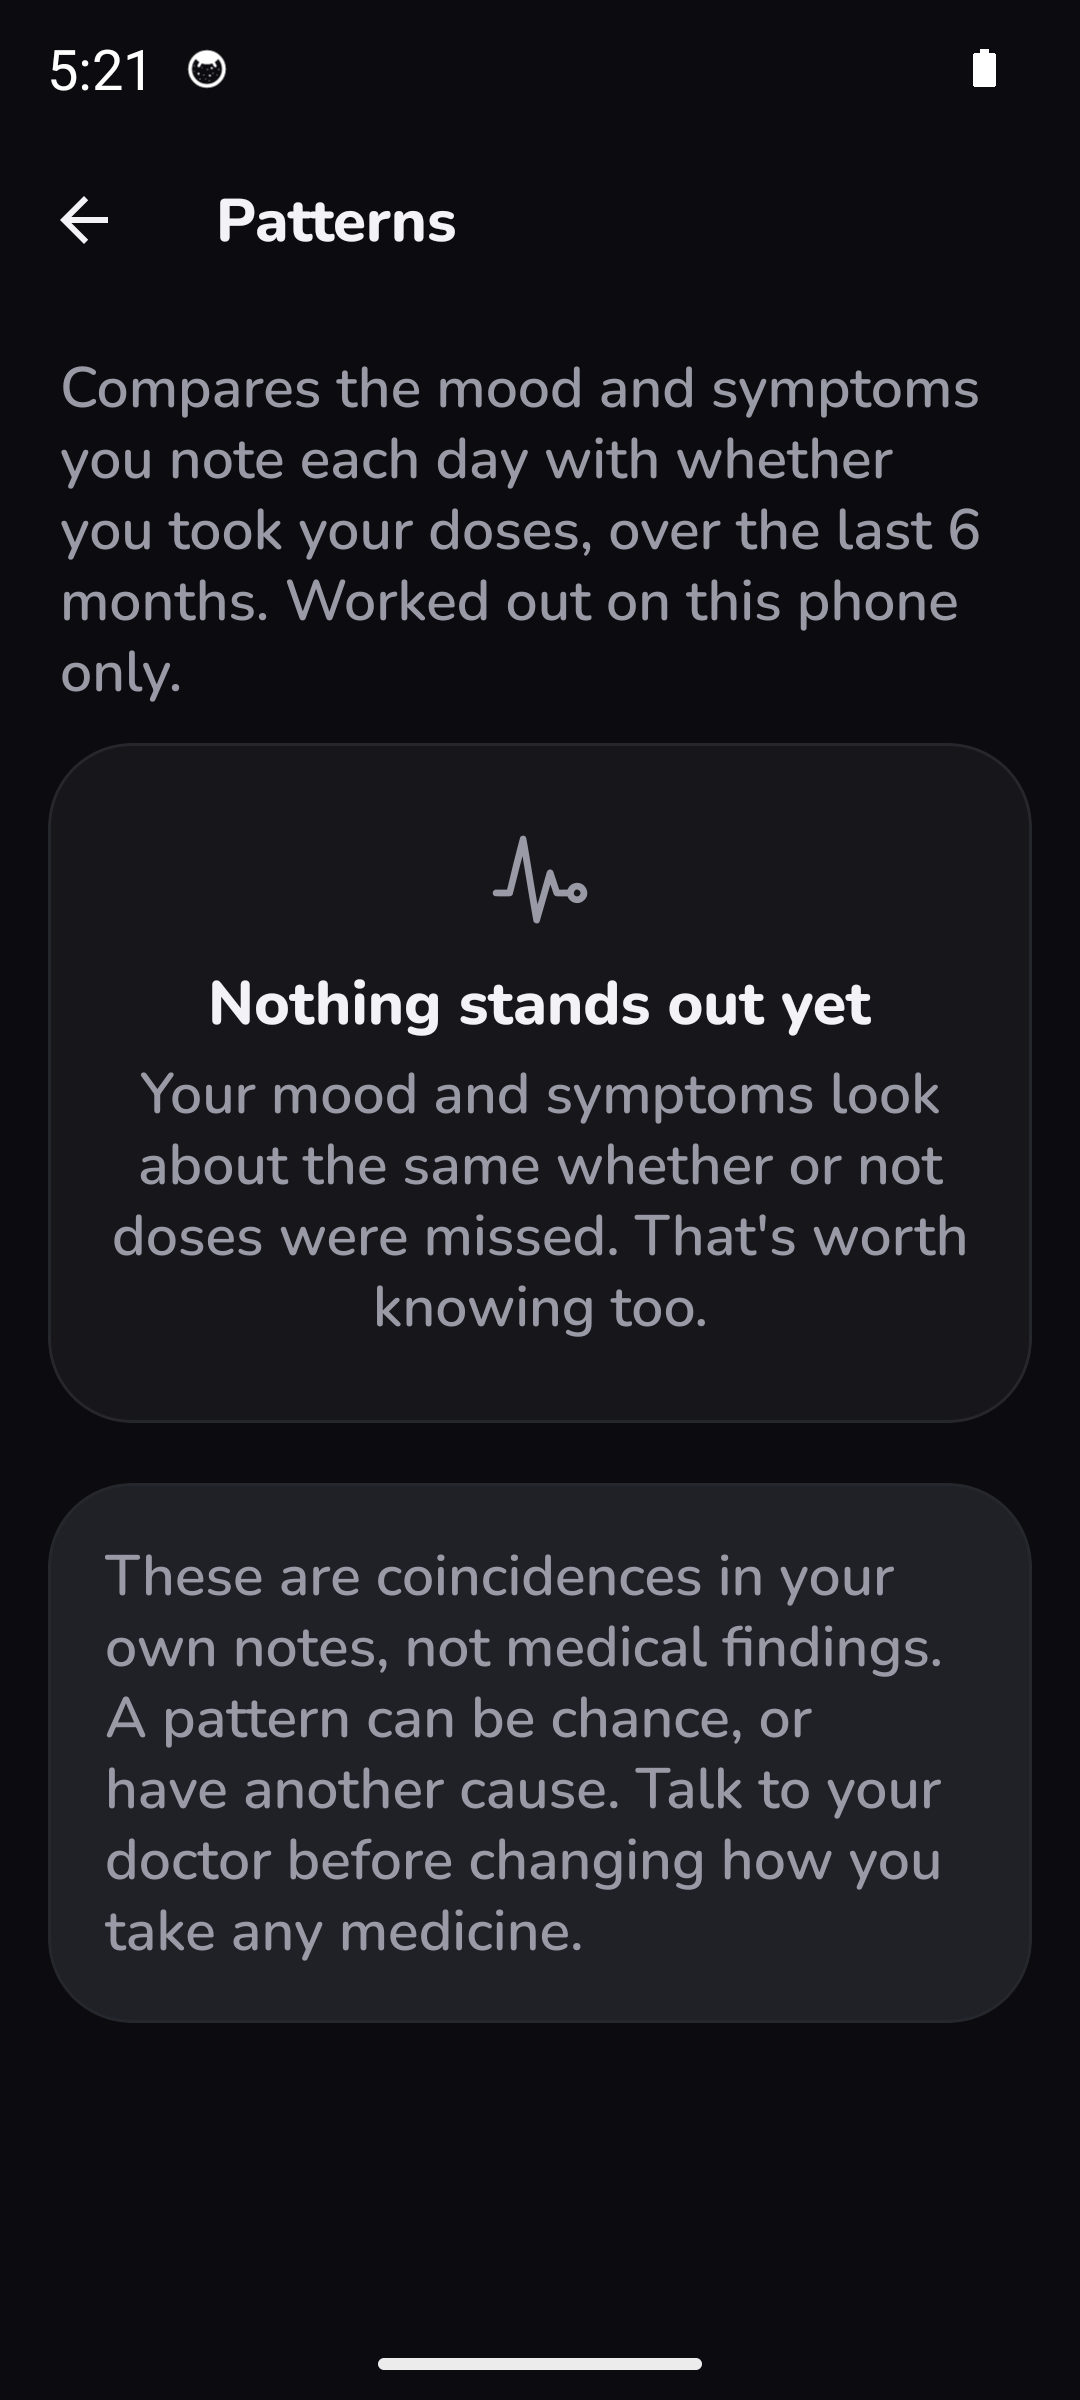 5:21
Patterns
Compares the mood and symptoms
you note each day with whether
you took your doses, over the last 6
months. Worked out on this phone
only.
Nothing stands out yet
Your mood and symptoms look
about the same whether or not
doses were missed. That's worth
knowing too.
These are coincidences in your
own notes, not medical findings.
A pattern can be chance, or
have another cause. Talk to your
doctor before changing how you
take any medicine.